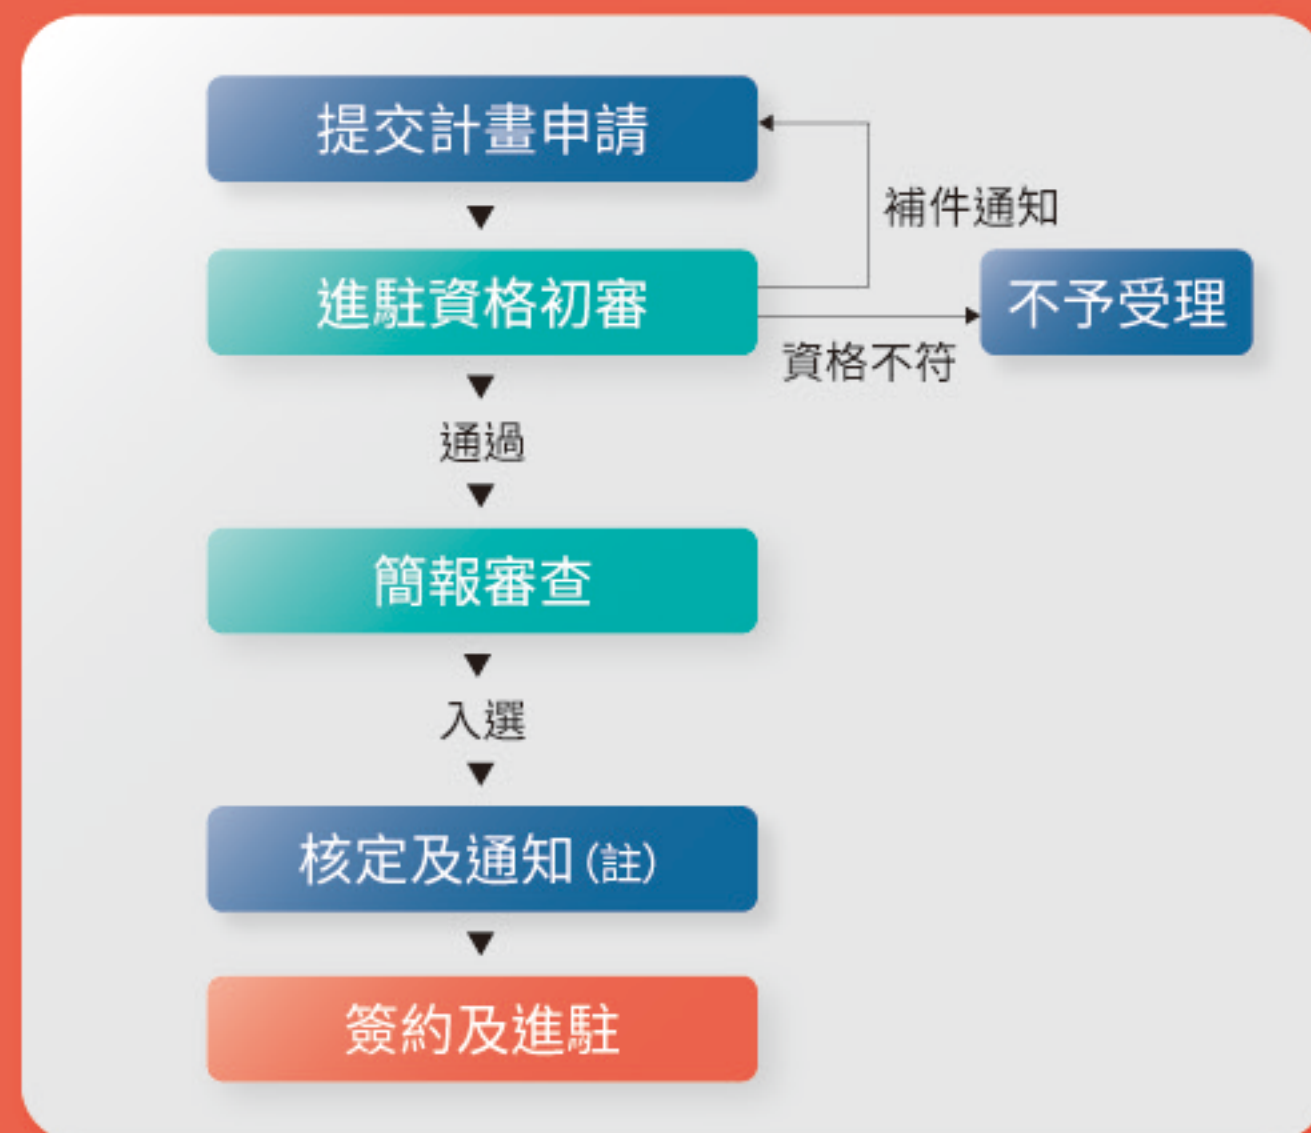 提交計畫申請
補件通知
進駐資格初審
不予受理
資格不符
通過
簡報審查
入選
核定及通知(註)
簽約及進駐